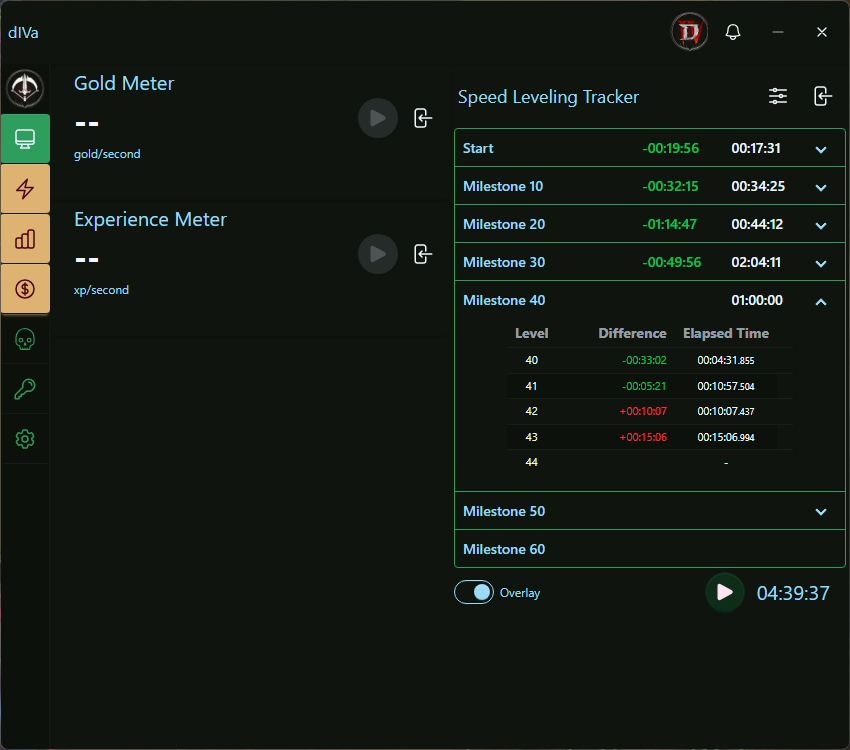 dIVa
Gold Meter
--
gold/second
Experience Meter
--
xp/second
Speed Leveling Tracker
Start -00:19:56 00:17:31
Milestone 10 -00:32:15 00:34:25
Milestone 20 -01:14:47 00:44:12
Milestone 30 -00:49:56 02:04:11
Milestone 40 01:00:00
Level Difference Elapsed Time
40 -00:33:02 00:04:31.855
41 -00:05:21 00:10:57.504
42 +00:10:07 00:10:07.437
43 +00:15:06 00:15:06.994
44 -
Milestone 50
Milestone 60
Overlay 04:39:37